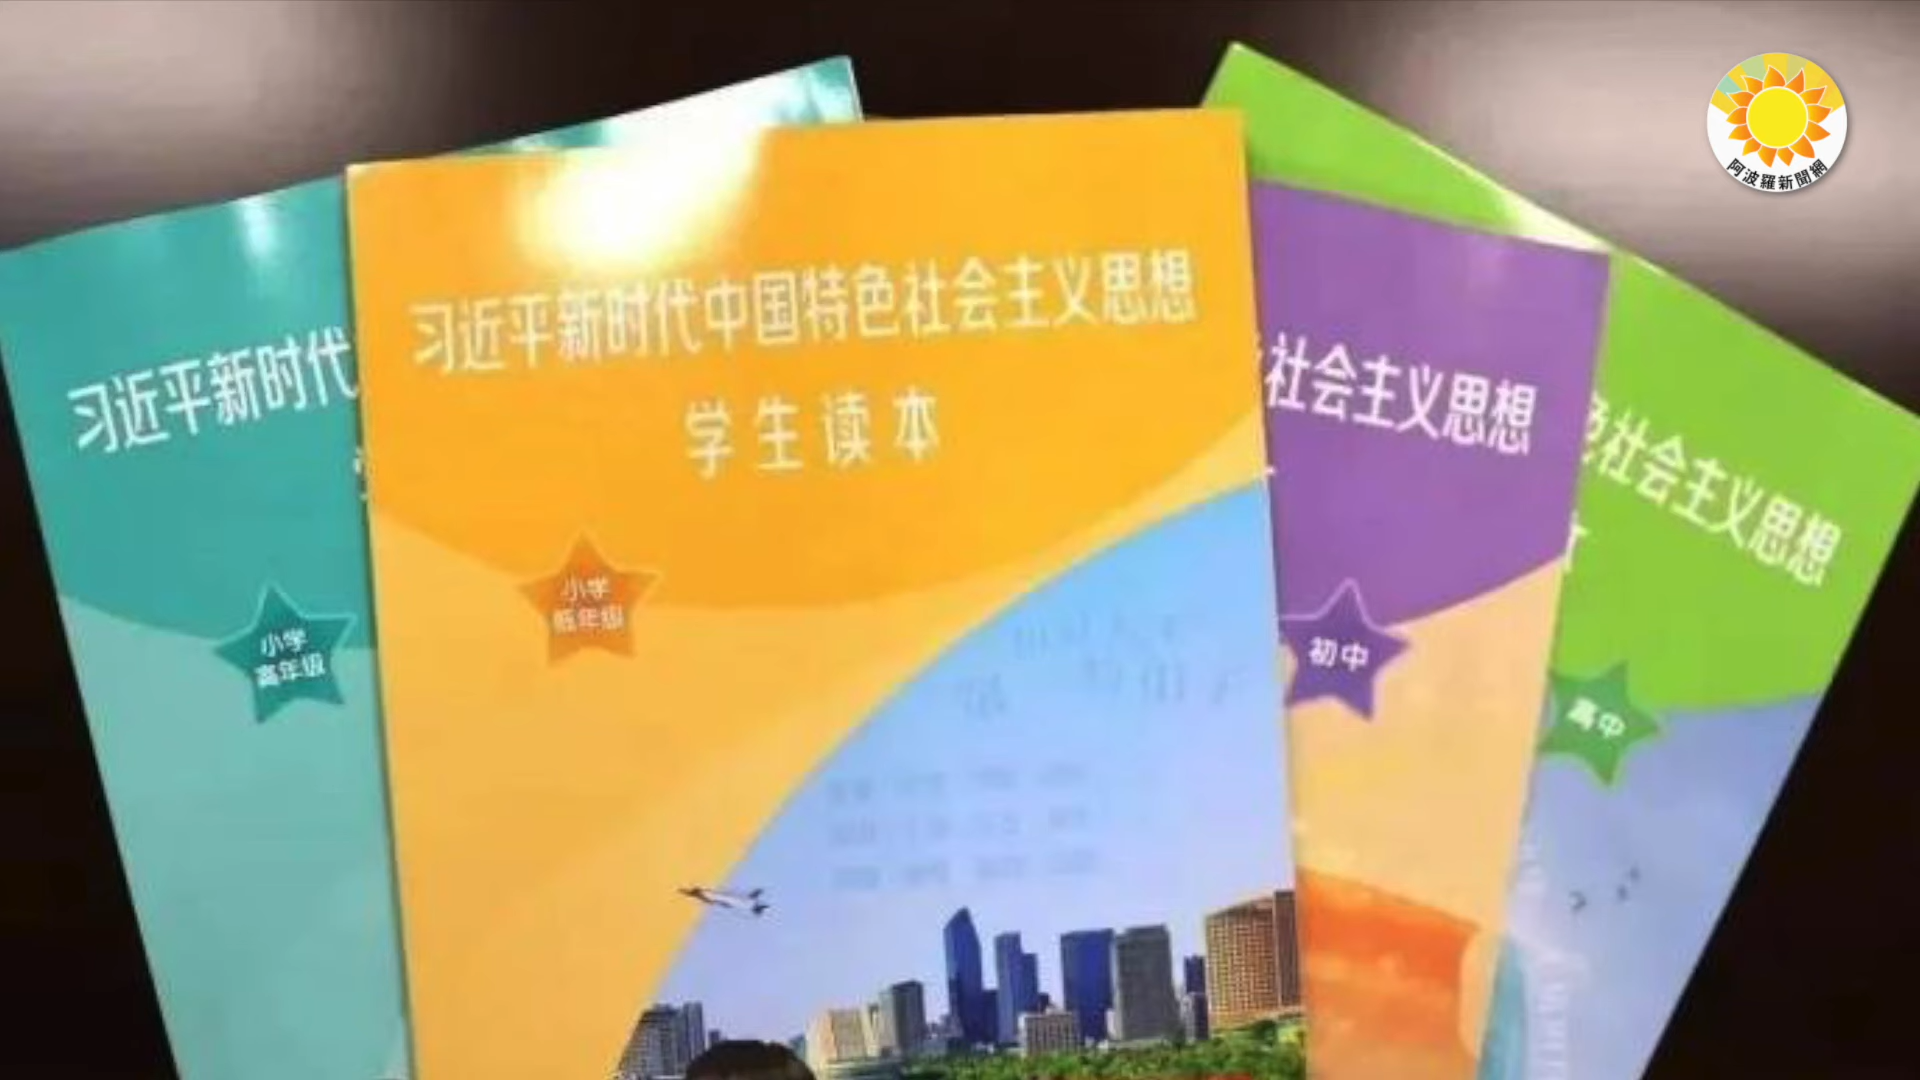 阿波羅新聞網
习近平新时代
小学
高年级
习近平新时代中国特色社会主义思想
学生读本
小学
低年级
社会主义思想
初中
色社会主义思想
高中